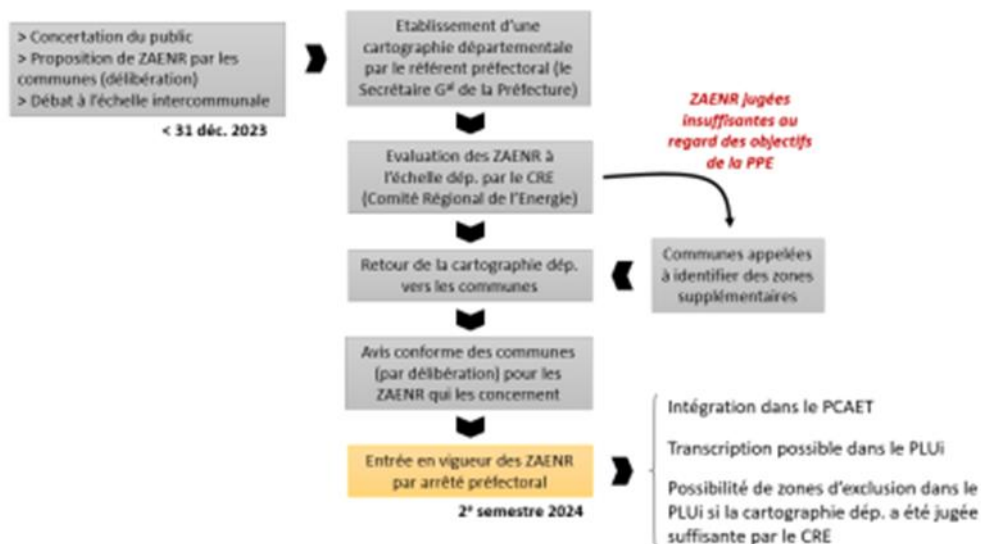 > Concertation du public
> Proposition de ZAENR par les
communes (délibération)
> Débat à l'échelle intercommunale
< 31 déc. 2023
Etablissement d'une
cartographie départementale
par le référent préfectoral (le
Secrétaire Gal de la Préfecture)
ZAENR jugées
insuffisantes au
regard des objectifs
de la PPE
Evaluation des ZAENR à
l'échelle dép. par le CRE
(Comité Régional de l'Energie)
Communes appelées
à identifier des zones
supplémentaires
Retour de la cartographie dép.
vers les communes
Avis conforme des communes
(par délibération) pour les
ZAENR qui les concernent
Entrée en vigueur des ZAENR
par arrêté préfectoral
2e semestre 2024
Intégration dans le PCAET
Transcription possible dans le PLUi
Possibilité de zones d'exclusion dans le
PLUi si la cartographie dép. a été jugée
suffisante par le CRE